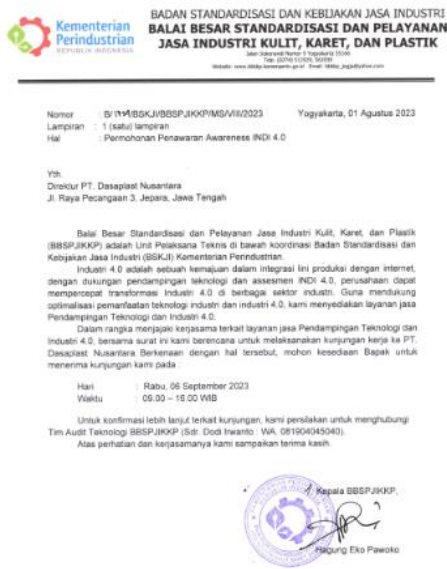 Kementerian
Perindustrian
REPUBLIK INDONESIA
BADAN STANDARDISASI DAN KEBIJAKAN JASA INDUSTRI
BALAI BESAR STANDARDISASI DAN PELAYANAN
JASA INDUSTRI KULIT, KARET, DAN PLASTIK
Jalan Sokonandi Nomor 9 Yogyakarta 55166
Nomor : B/ /BSKJI/BBSPJIKKP/MS/VIII/2023 Yogyakarta, 01 Agustus 2023
Lampiran : 1 (satu) lampiran
Hal : Permohonan Penawaran Awareness INDI 4.0
Yth.
Direktur PT. Dasaplast Nusantara
Jl. Raya Pecangaan 3, Jepara, Jawa Tengah
Balai Besar Standardisasi dan Pelayanan Jasa Industri Kulit, Karet, dan Plastik
(BBSPJIKKP) adalah Unit Pelaksana Teknis di bawah koordinasi Badan Standardisasi dan
Kebijakan Jasa Industri (BSKJI) Kementerian Perindustrian.
Industri 4.0 adalah sebuah kemajuan dalam integrasi lini produksi dengan internet,
dengan dukungan pendampingan teknologi dan assesmen INDI 4.0, perusahaan dapat
mempercepat transformasi Industri 4.0 di berbagai sektor industri. Guna mendukung
optimalisasi pemanfaatan teknologi industri dan industri 4.0, kami menyediakan layanan jasa
Pendampingan Teknologi dan Industri 4.0.
Dalam rangka menjajaki kerjasama terkait layanan jasa Pendampingan Teknologi dan
Industri 4.0, bersama surat ini kami berencana untuk melaksanakan kunjungan kerja ke PT.
Dasaplast Nusantara. Berkenaan dengan hal tersebut, mohon kesediaan Bapak untuk
menerima kunjungan kami pada :
Hari : Rabu, 06 September 2023
Waktu : 09.00 – 16.00 WIB
Untuk konfirmasi lebih lanjut terkait kunjungan, kami persilakan untuk menghubungi
Tim Audit Teknologi BBSPJIKKP (Sdr. Dodi Irwanto : WA. 081904045040).
Atas perhatian dan kerjasamanya kami sampaikan terima kasih.
Kepala BBSPJIKKP,
Hagung Eko Pawoko